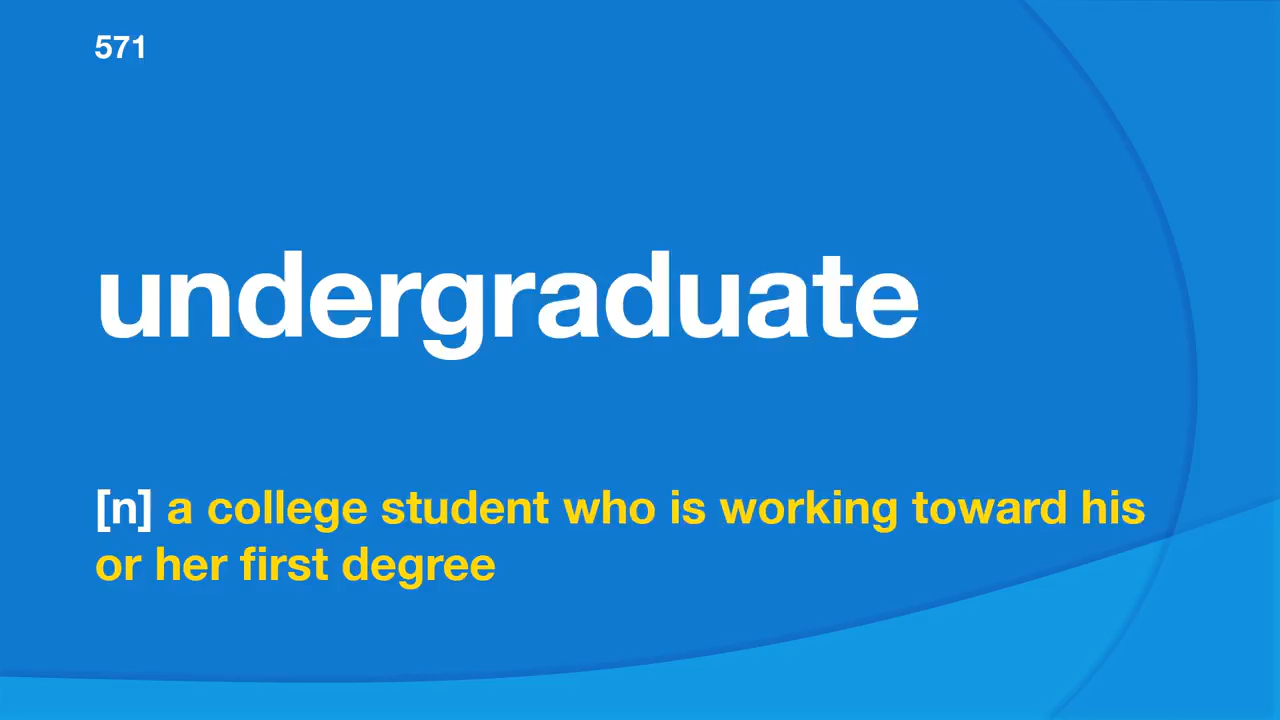 571
undergraduate
[n] a college student who is working toward his
or her first degree